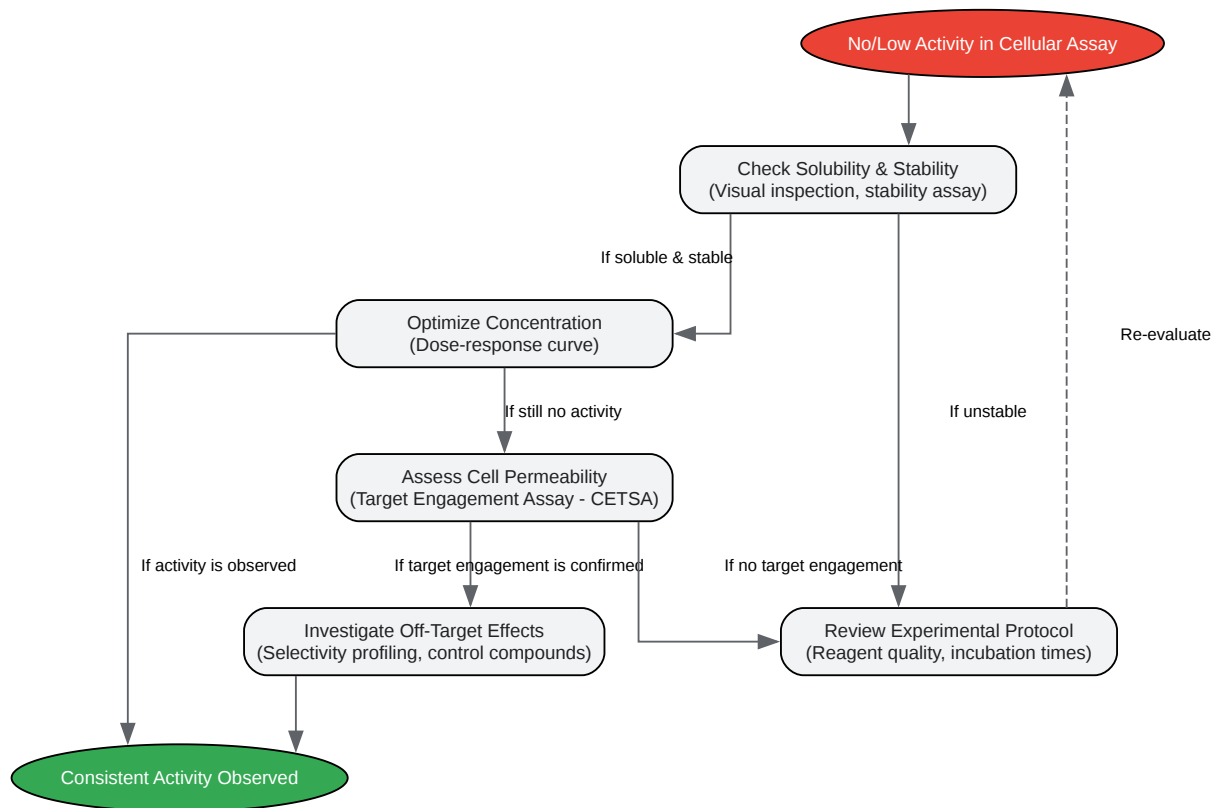 No/Low Activity in Cellular Assay
Check Solubility & Stability
(Visual inspection, stability assay)
If soluble & stable
Optimize Concentration
(Dose-response curve)
Re-evaluate
If still no activity
If unstable
Assess Cell Permeability
(Target Engagement Assay - CETSA)
If activity is observed
If target engagement is confirmed
If no target engagement
Investigate Off-Target Effects
(Selectivity profiling, control compounds)
Review Experimental Protocol
(Reagent quality, incubation times)
Consistent Activity Observed